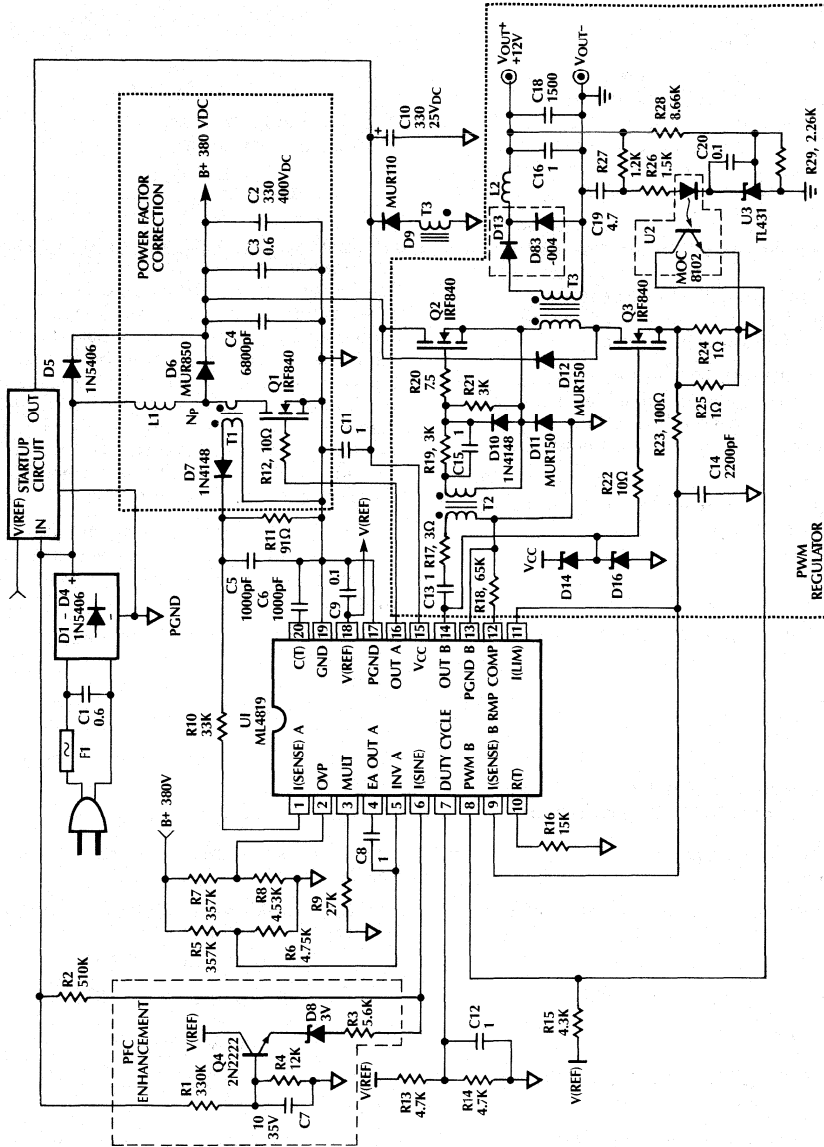 F1
C1
0.6
D1 – D4
1N5406
+
-
PGND
V(REF)
STARTUP
CIRCUIT
IN
OUT
D5
1N5406
POWER FACTOR
CORRECTION
L1
D6
MUR850
NP
T1
D7
1N4148
R12, 10Ω
Q1
IRF840
C4
6800pF
C3
0.6
C2
330
400VDC
B+ 380 VDC
R11
91Ω
C5
1000pF
C6
1000pF
C9
0.1
V(REF)
C11
1
C10
330
25VDC
+
MUR110
D9
T3
R10
33K
U1
ML4819
1
I(SENSE) A
2
OVP
3
MULT
4
EA OUT A
5
INV A
6
I(SINE)
7
DUTY CYCLE
8
PWM B
9
I(SENSE) B
10
R(T)
20
C(T)
19
GND
18
V(REF)
17
PGND
16
OUT A
15
VCC
14
OUT B
13
PGND B
12
RMP COMP
11
I(LIM)
B+ 380V
R7
357K
R8
4.53K
R5
357K
R6
4.75K
R9
27K
C8
1
R16
15K
R2
510K
PFC
ENHANCEMENT
V(REF)
Q4
2N2222
D8
3V
R3
5.6K
R1
330K
R4
12K
10
35V
C7
V(REF)
R13
4.7K
R14
4.7K
C12
1
R15
4.3K
V(REF)
C13 1
R17, 3Ω
R18, 65K
T2
R19, 3K
C15
1
R20
7.5
R21
3K
D10
1N4148
D11
MUR150
D12
MUR150
Q2
IRF840
T3
Q3
IRF840
R22
10Ω
VCC
D14
D16
R23, 100Ω
R25
1Ω
R24
1Ω
C14
2200pF
D13
D83
-004
L2
C16
1
C18
1500
VOUT+
+12V
VOUT-
C19
4.7
R27
1.2K
R26
1.5K
R28
8.66K
C20
0.1
U2
MOC
8102
U3
TL431
R29, 2.26K
PWM
REGULATOR